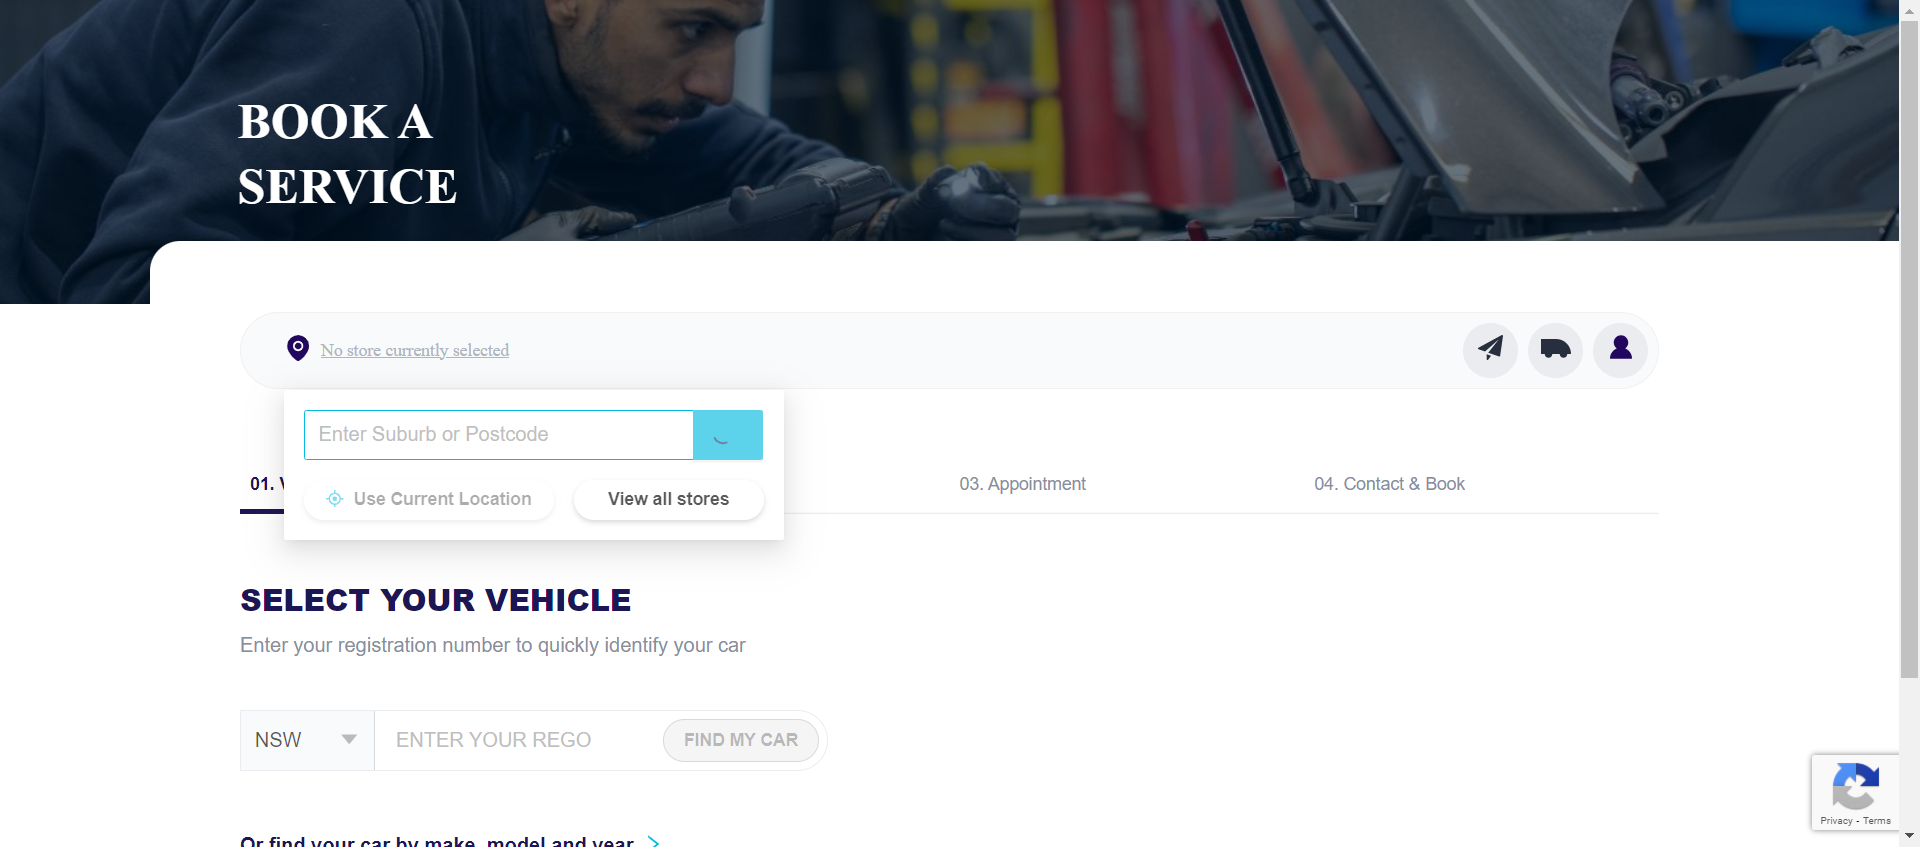 BOOK A
SERVICE
No store currently selected
Enter Suburb or Postcode
Use Current Location
View all stores
01.
03. Appointment
04. Contact & Book
SELECT YOUR VEHICLE
Enter your registration number to quickly identify your car
NSW
ENTER YOUR REGO
FIND MY CAR
Or find your car by make, model and year
Privacy - Terms